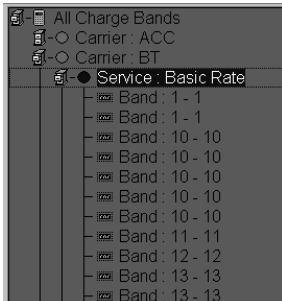 All Charge Bands
Carrier : ACC
Carrier : BT
Service : Basic Rate
Band : 1 - 1
Band : 1 - 1
Band : 10 - 10
Band : 10 - 10
Band : 10 - 10
Band : 10 - 10
Band : 10 - 10
Band : 11 - 11
Band : 12 - 12
Band : 13 - 13
Band : 13 - 13